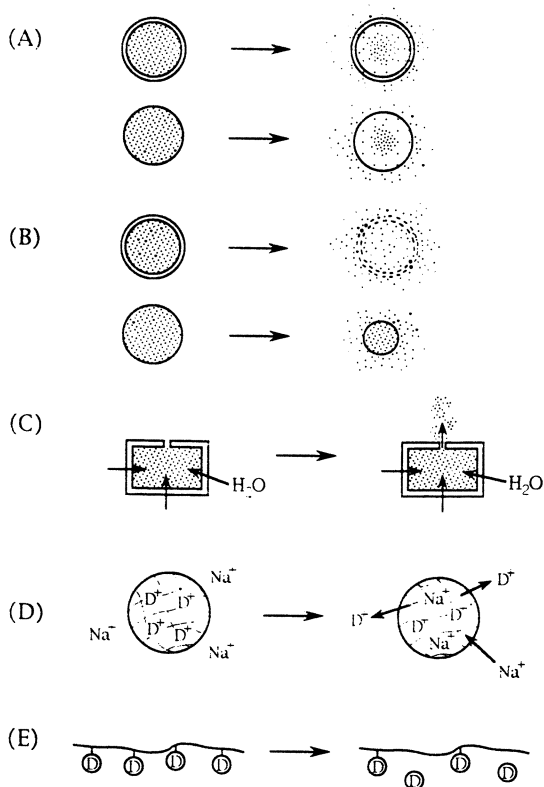 (A)
(B)
(C)
H₂O
H₂O
(D)
Na⁺
D⁺ D⁺
D⁺ D⁺
Na⁺
Na⁺
D⁺
Na⁺
D⁺
D⁺
D⁺
Na⁺
Na⁺
(E)
D D D D
D D D D